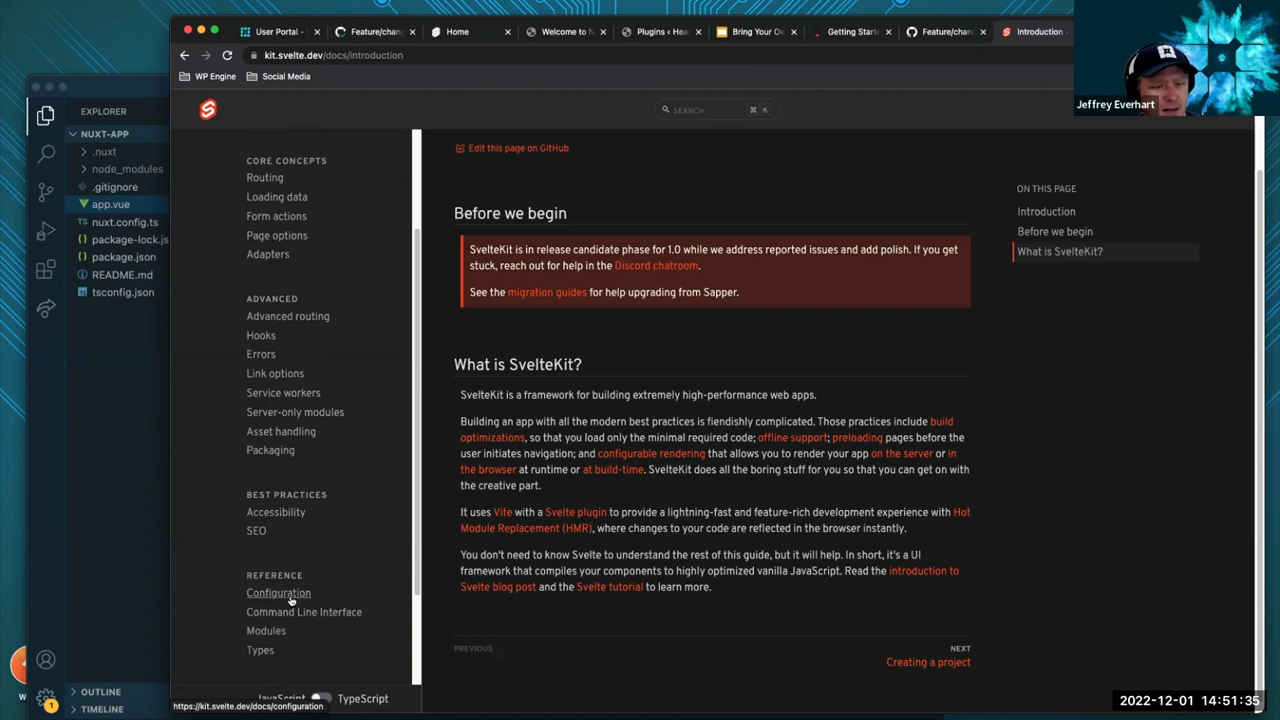 User Portal -
Feature/chan
Home
Welcome to N
Plugins ‹ Hea
Bring Your Ow
Getting Starte
Feature/chan
Introduction
kit.svelte.dev/docs/introduction
WP Engine
Social Media
Jeffrey Everhart
EXPLORER
NUXT-APP
.nuxt
node_modules
.gitignore
app.vue
nuxt.config.ts
package-lock.js
package.json
README.md
tsconfig.json
OUTLINE
TIMELINE
1
SEARCH
⌘ K
CORE CONCEPTS
Routing
Loading data
Form actions
Page options
Adapters
ADVANCED
Advanced routing
Hooks
Errors
Link options
Service workers
Server-only modules
Asset handling
Packaging
BEST PRACTICES
Accessibility
SEO
REFERENCE
Configuration
Command Line Interface
Modules
Types
JavaScript
TypeScript
https://kit.svelte.dev/docs/configuration
Edit this page on GitHub
Before we begin
SvelteKit is in release candidate phase for 1.0 while we address reported issues and add polish. If you get
stuck, reach out for help in the Discord chatroom.
See the migration guides for help upgrading from Sapper.
What is SvelteKit?
SvelteKit is a framework for building extremely high-performance web apps.
Building an app with all the modern best practices is fiendishly complicated. Those practices include build
optimizations, so that you load only the minimal required code; offline support; preloading pages before the
user initiates navigation; and configurable rendering that allows you to render your app on the server or in
the browser at runtime or at build-time. SvelteKit does all the boring stuff for you so that you can get on with
the creative part.
It uses Vite with a Svelte plugin to provide a lightning-fast and feature-rich development experience with Hot
Module Replacement (HMR), where changes to your code are reflected in the browser instantly.
You don't need to know Svelte to understand the rest of this guide, but it will help. In short, it's a UI
framework that compiles your components to highly optimized vanilla JavaScript. Read the introduction to
Svelte blog post and the Svelte tutorial to learn more.
PREVIOUS
NEXT
Creating a project
ON THIS PAGE
Introduction
Before we begin
What is SvelteKit?
2022-12-01 14:51:35